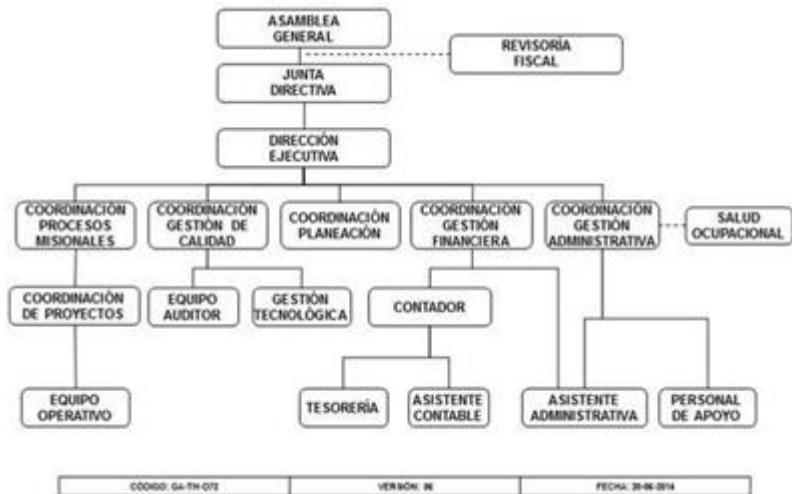 ASAMBLEA
GENERAL
REVISORÍA
FISCAL
JUNTA
DIRECTIVA
DIRECCIÓN
EJECUTIVA
COORDINACIÓN
PROCESOS
MISIONALES
COORDINACIÓN
GESTIÓN DE
CALIDAD
COORDINACIÓN
PLANEACIÓN
COORDINACIÓN
GESTIÓN
FINANCIERA
COORDINACIÓN
GESTIÓN
ADMINISTRATIVA
SALUD
OCUPACIONAL
COORDINACIÓN
DE PROYECTOS
EQUIPO
AUDITOR
GESTIÓN
TECNOLÓGICA
CONTADOR
EQUIPO
OPERATIVO
TESORERÍA
ASISTENTE
CONTABLE
ASISTENTE
ADMINISTRATIVA
PERSONAL
DE APOYO
CÓDIGO:
VERSIÓN: 06
FECHA: